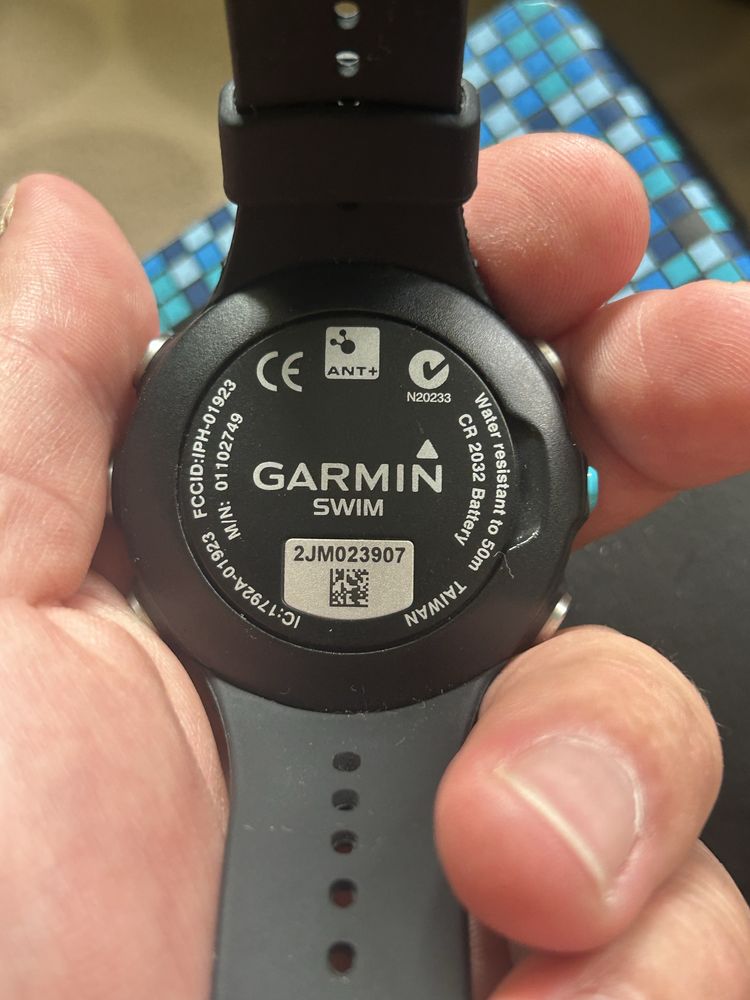 CE
ANT+
N20233
FCCID:IPH-01923
M/N: 01102749
IC:1792A-01923
GARMIN
SWIM
2JM023907
Water resistant to 50m
CR 2032 Battery
TAIWAN